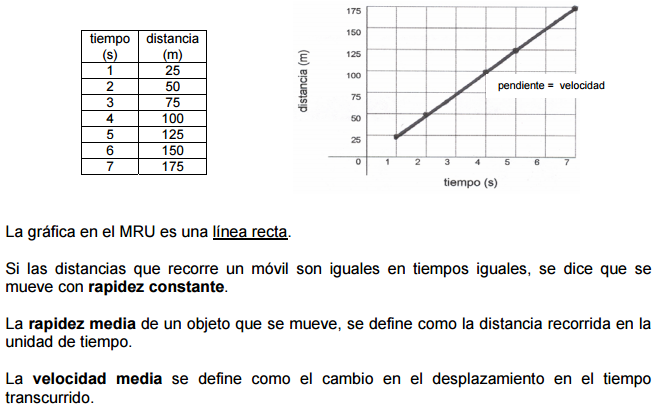 tiempo (s) distancia (m)
1 25
2 50
3 75
4 100
5 125
6 150
7 175
distancia (m)
175
150
125
100
75
50
25
0 1 2 3 4 5 6 7
pendiente = velocidad
tiempo (s)
La gráfica en el MRU es una línea recta.
Si las distancias que recorre un móvil son iguales en tiempos iguales, se dice que se
mueve con rapidez constante.
La rapidez media de un objeto que se mueve, se define como la distancia recorrida en la
unidad de tiempo.
La velocidad media se define como el cambio en el desplazamiento en el tiempo
transcurrido.